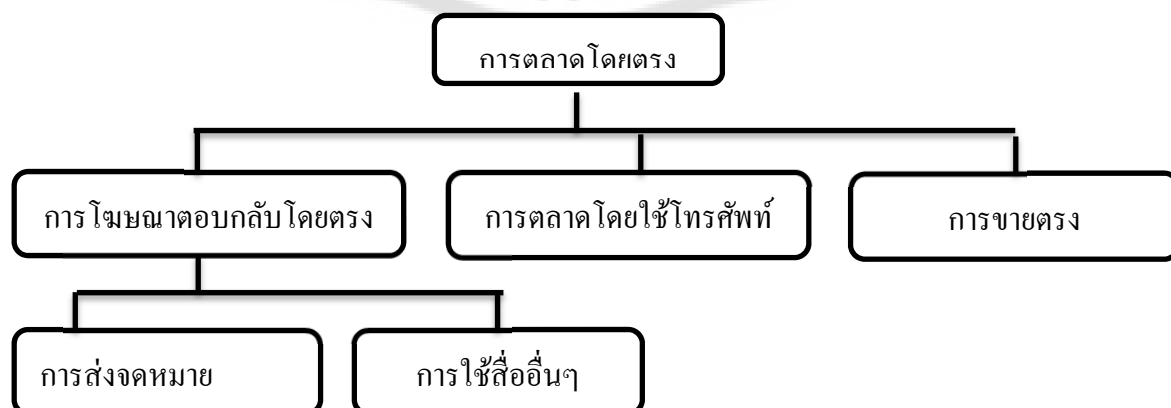 การตลาดโดยตรง
การโฆษณาตอบกลับโดยตรง
การตลาดโดยใช้โทรศัพท์
การขายตรง
การส่งจดหมาย
การใช้สื่ออื่นๆ